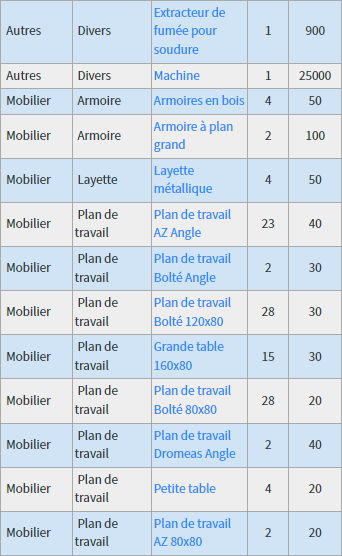 Autres Divers Extracteur de fumée pour soudure 1 900
Autres Divers Machine 1 25000
Mobilier Armoire Armoires en bois 4 50
Mobilier Armoire Armoire à plan grand 2 100
Mobilier Layette Layette métallique 4 50
Mobilier Plan de travail Plan de travail AZ Angle 23 40
Mobilier Plan de travail Plan de travail Bolté Angle 2 30
Mobilier Plan de travail Plan de travail Bolté 120x80 28 30
Mobilier Plan de travail Grande table 160x80 15 30
Mobilier Plan de travail Plan de travail Bolté 80x80 28 20
Mobilier Plan de travail Plan de travail Dromeas Angle 2 40
Mobilier Plan de travail Petite table 4 20
Mobilier Plan de travail Plan de travail AZ 80x80 2 20